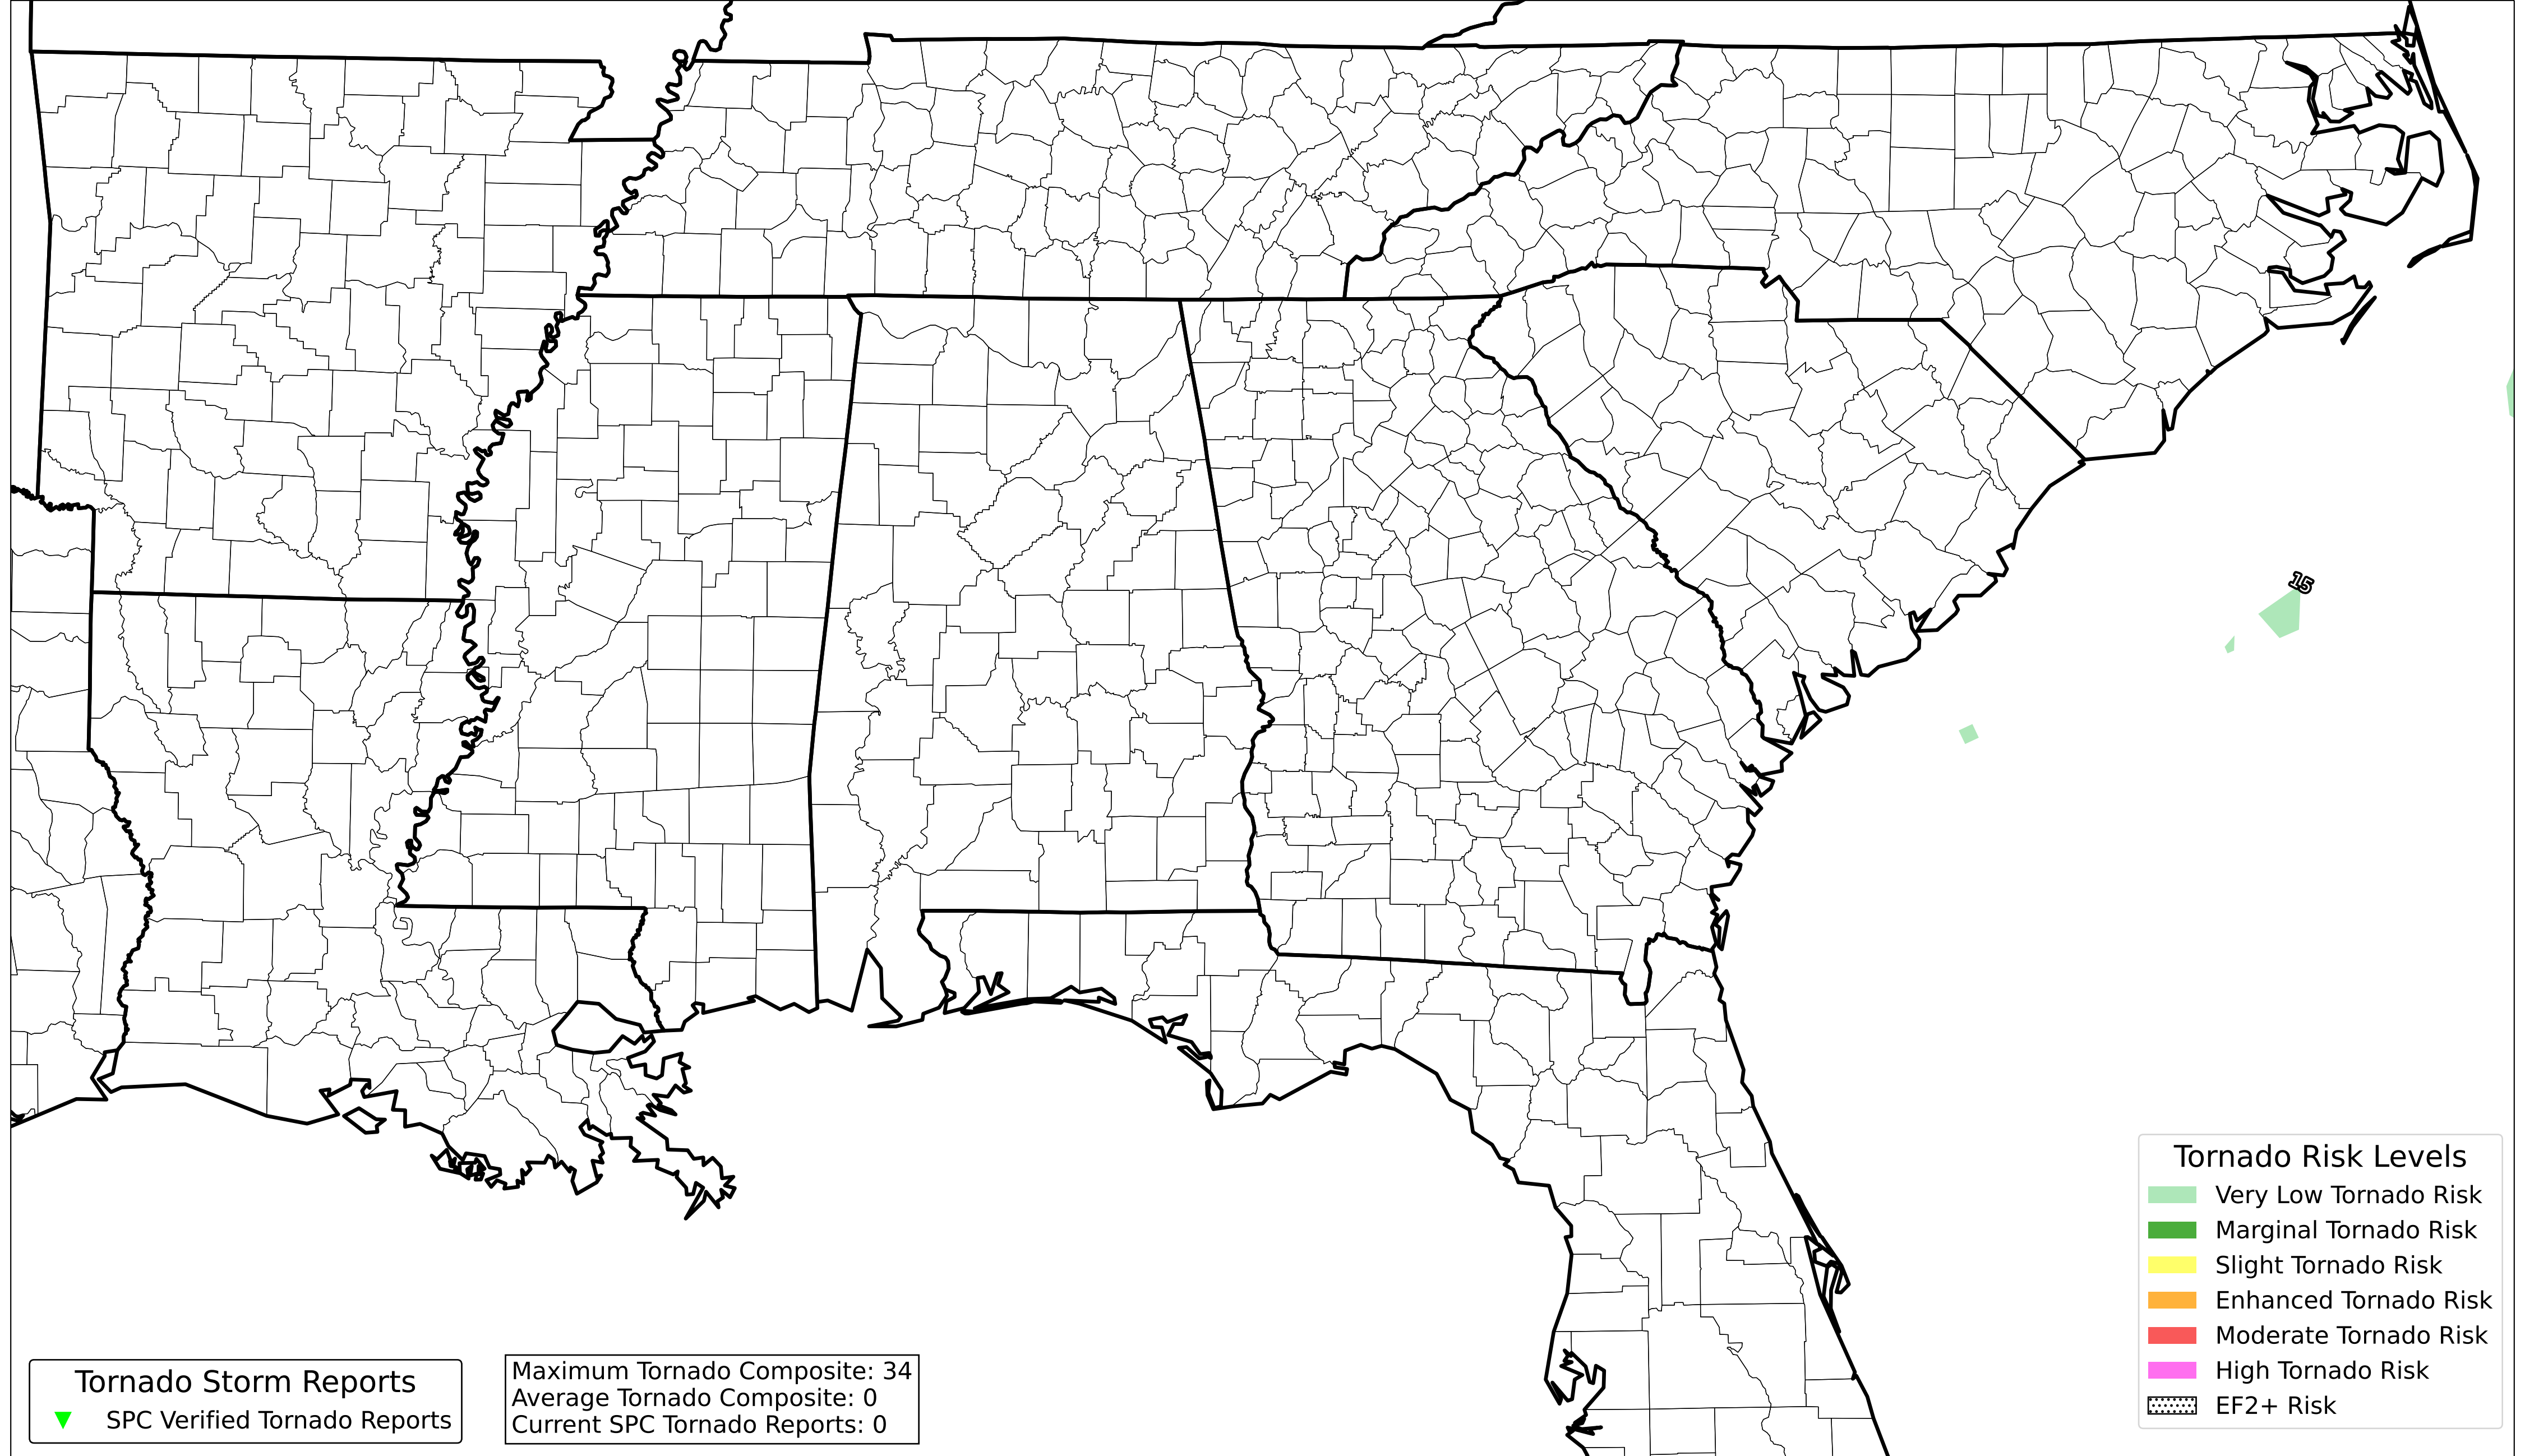 15
Tornado Risk Levels
Very Low Tornado Risk
Marginal Tornado Risk
Slight Tornado Risk
Enhanced Tornado Risk
Moderate Tornado Risk
High Tornado Risk
EF2+ Risk
Tornado Storm Reports
SPC Verified Tornado Reports
Maximum Tornado Composite: 34
Average Tornado Composite: 0
Current SPC Tornado Reports: 0